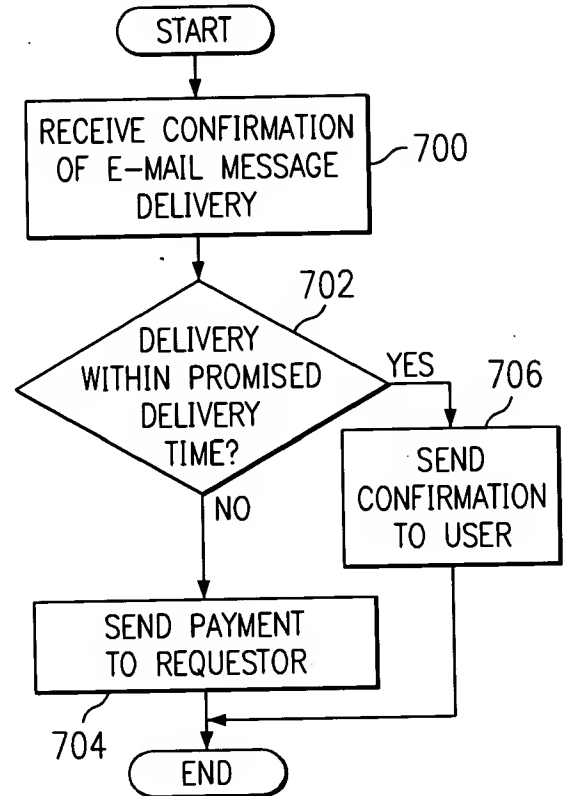 START
RECEIVE CONFIRMATION
OF E-MAIL MESSAGE
DELIVERY
700
702
DELIVERY
WITHIN PROMISED
DELIVERY
TIME?
YES
706
SEND
CONFIRMATION
TO USER
NO
SEND PAYMENT
TO REQUESTOR
704
END